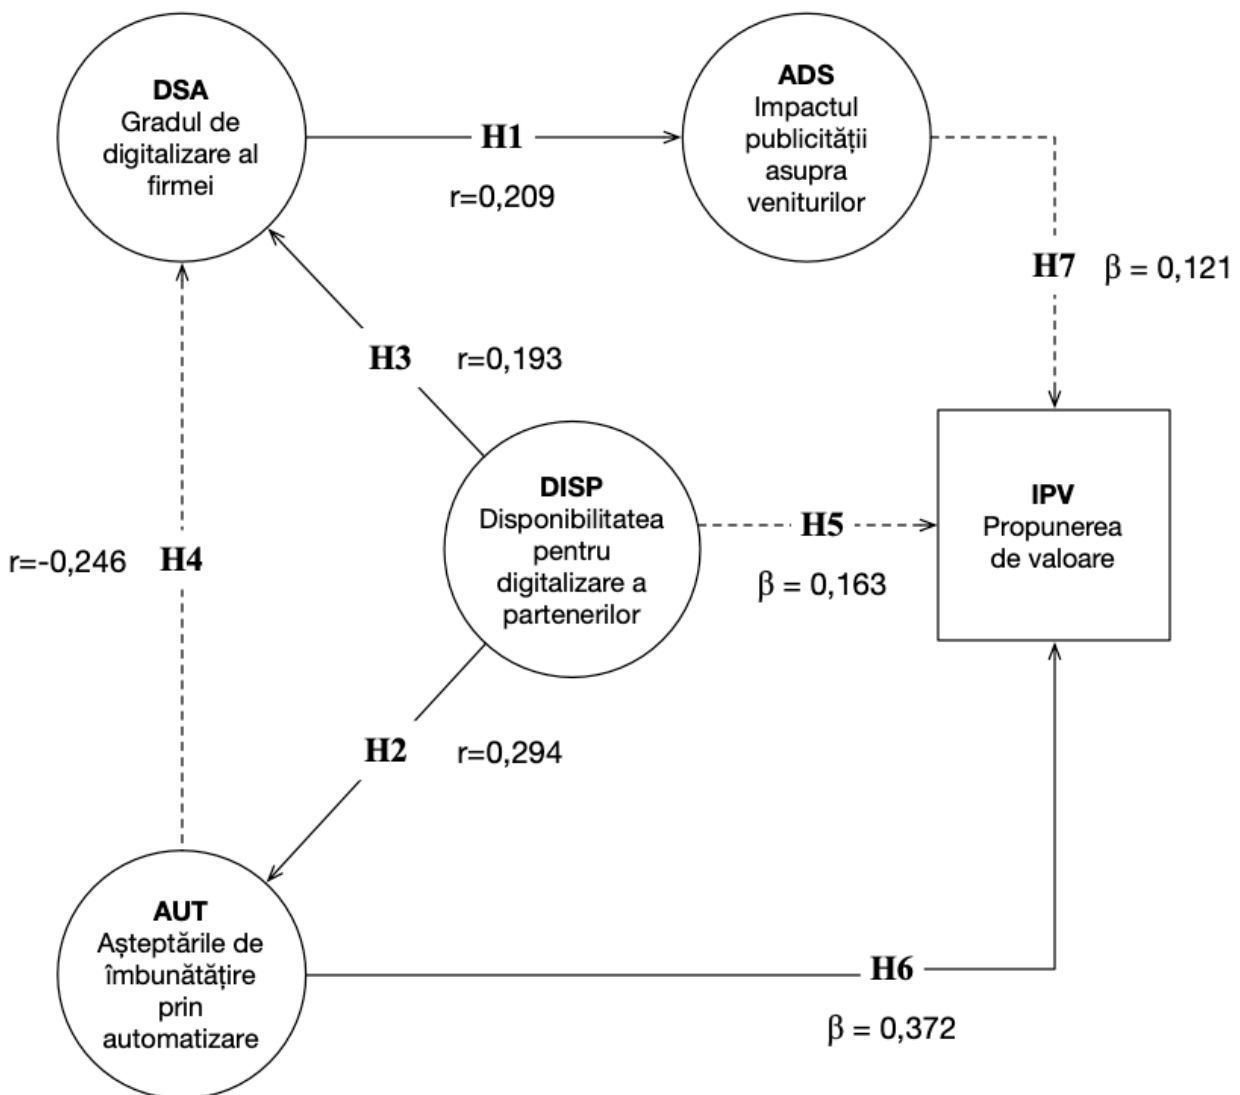 DSA
Gradul de
digitalizare al
firmei
H1
r=0,209
ADS
Impactul
publicității
asupra
veniturilor
H7 β = 0,121
H3 r=0,193
DISP
Disponibilitatea
pentru
digitalizare a
partenerilor
H5
β = 0,163
IPV
Propunerea
de valoare
r=-0,246 H4
H2 r=0,294
AUT
Așteptările de
îmbunătățire
prin
automatizare
H6
β = 0,372